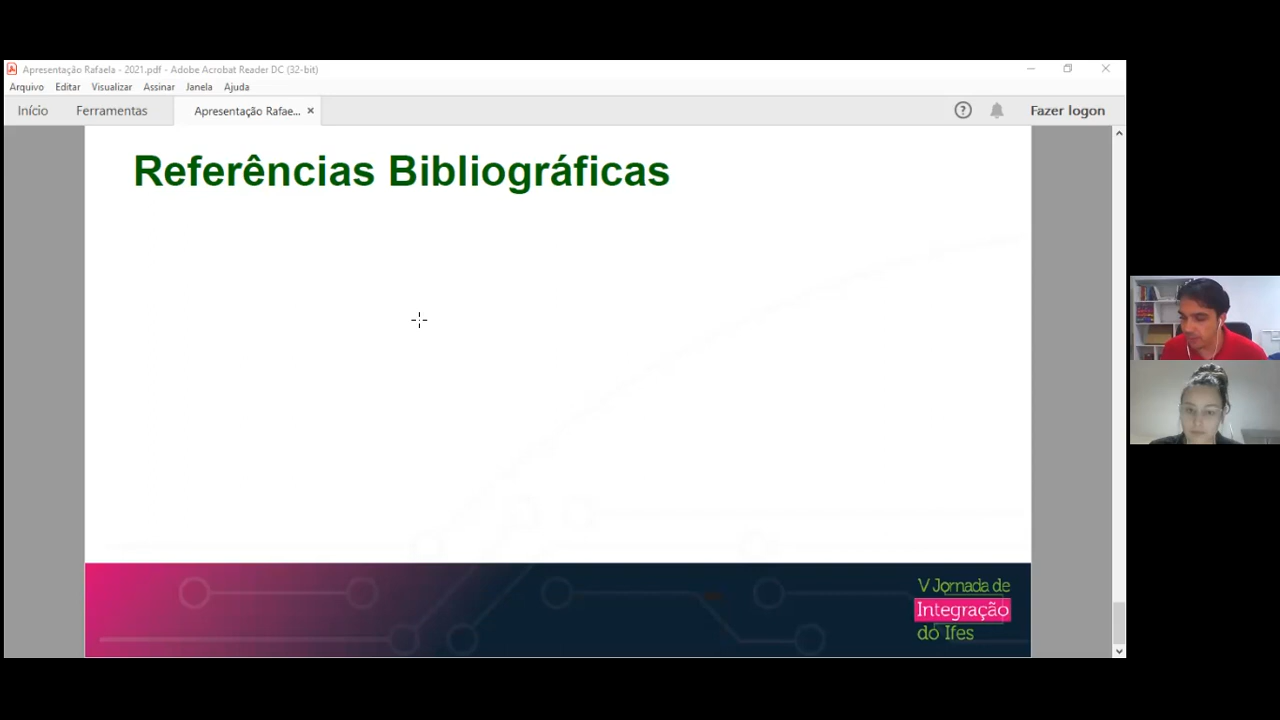 Apresentação Rafaela - 2021.pdf - Adobe Acrobat Reader DC (32-bit)
Arquivo Editar Visualizar Assinar Janela Ajuda
Início Ferramentas Apresentação Rafae... Fazer logon
Referências Bibliográficas
V Jornada de
Integração
do Ifes